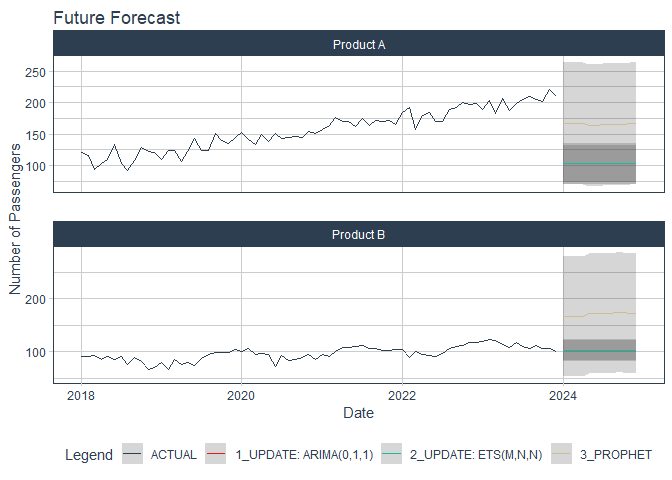 Future Forecast
Product A
250
200
150
100
Number of Passengers
Product B
200
100
2018 2020 2022 2024
Date
Legend ACTUAL 1_UPDATE: ARIMA(0,1,1) 2_UPDATE: ETS(M,N,N) 3_PROPHET